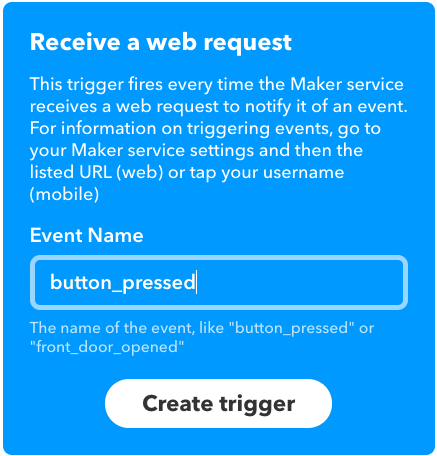 Receive a web request
This trigger fires every time the Maker service
receives a web request to notify it of an event.
For information on triggering events, go to
your Maker service settings and then the
listed URL (web) or tap your username
(mobile)
Event Name
button_pressed
The name of the event, like "button_pressed" or
"front_door_opened"
Create trigger